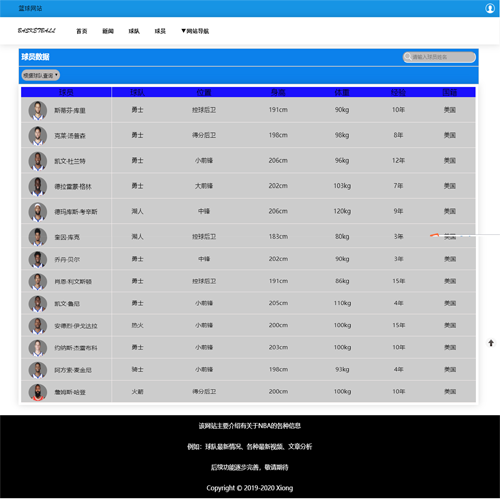 篮球网站
BASKETBALL 首页 新闻 球队 球员 ▼网站导航
球员数据 请输入球员姓名
根据球队查询▼
球员 球队 位置 身高 体重 经验 国籍
斯蒂芬·库里 勇士 控球后卫 191cm 90kg 10年 美国
克莱·汤普森 勇士 得分后卫 198cm 98kg 8年 美国
凯文·杜兰特 勇士 小前锋 206cm 96kg 12年 美国
德拉蒙德·格林 勇士 大前锋 202cm 103kg 7年 美国
德玛库斯·考辛斯 湖人 中锋 206cm 120kg 9年 美国
奎因·库克 湖人 控球后卫 183cm 80kg 3年 美国
乔丹·贝尔 勇士 中锋 202cm 90kg 3年 美国
肖恩·利文斯顿 勇士 控球后卫 191cm 86kg 15年 美国
凯文·鲁尼 勇士 小前锋 205cm 110kg 4年 美国
安德烈·伊戈达拉 热火 小前锋 200cm 100kg 15年 美国
约纳斯·杰雷布科 勇士 小前锋 203cm 100kg 10年 美国
阿方索·麦金尼 骑士 小前锋 198cm 93kg 4年 美国
詹姆斯·哈登 火箭 得分后卫 200cm 100kg 10年 美国
该网站主要介绍有关于NBA的各种信息
例如：球队最新情况、各种最新视频、文章分析
后续功能逐步完善，敬请期待
Copyright © 2019-2020 Xiong